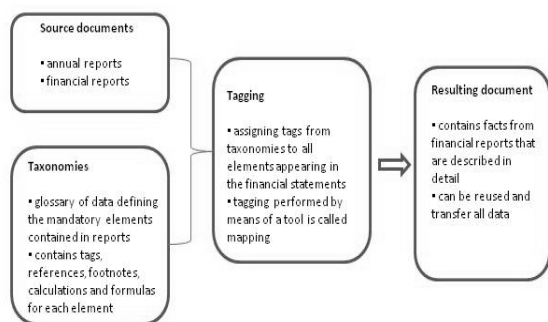 Source documents
▪ annual reports
▪ financial reports
Taxonomies
▪ glossary of data defining
the mandatory elements
contained in reports
▪ contains tags,
references, footnotes,
calculations and formulas
for each element
Tagging
▪ assigning tags from
taxonomies to all
elements appearing in
the financial statements
▪ tagging performed by
means of a tool is called
mapping
Resulting document
▪ contains facts from
financial reports that
are described in
detail
▪ can be reused and
transfer all data